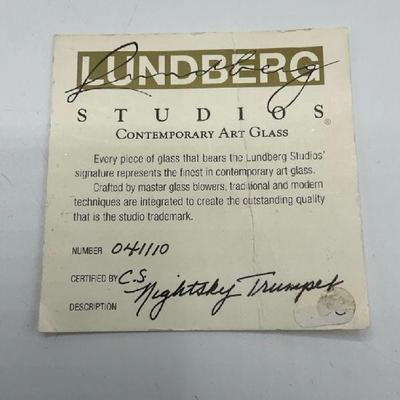 LUNDBERG
Lundberg
STUDIOS®
CONTEMPORARY ART GLASS
Every piece of glass that bears the Lundberg Studios'
signature represents the finest in contemporary art glass.
Crafted by master glass blowers, traditional and modern
techniques are integrated to create the outstanding quality
that is the studio trademark.
NUMBER 041110
CERTIFIED BY C.S.
DESCRIPTION Nightsky Trumpet